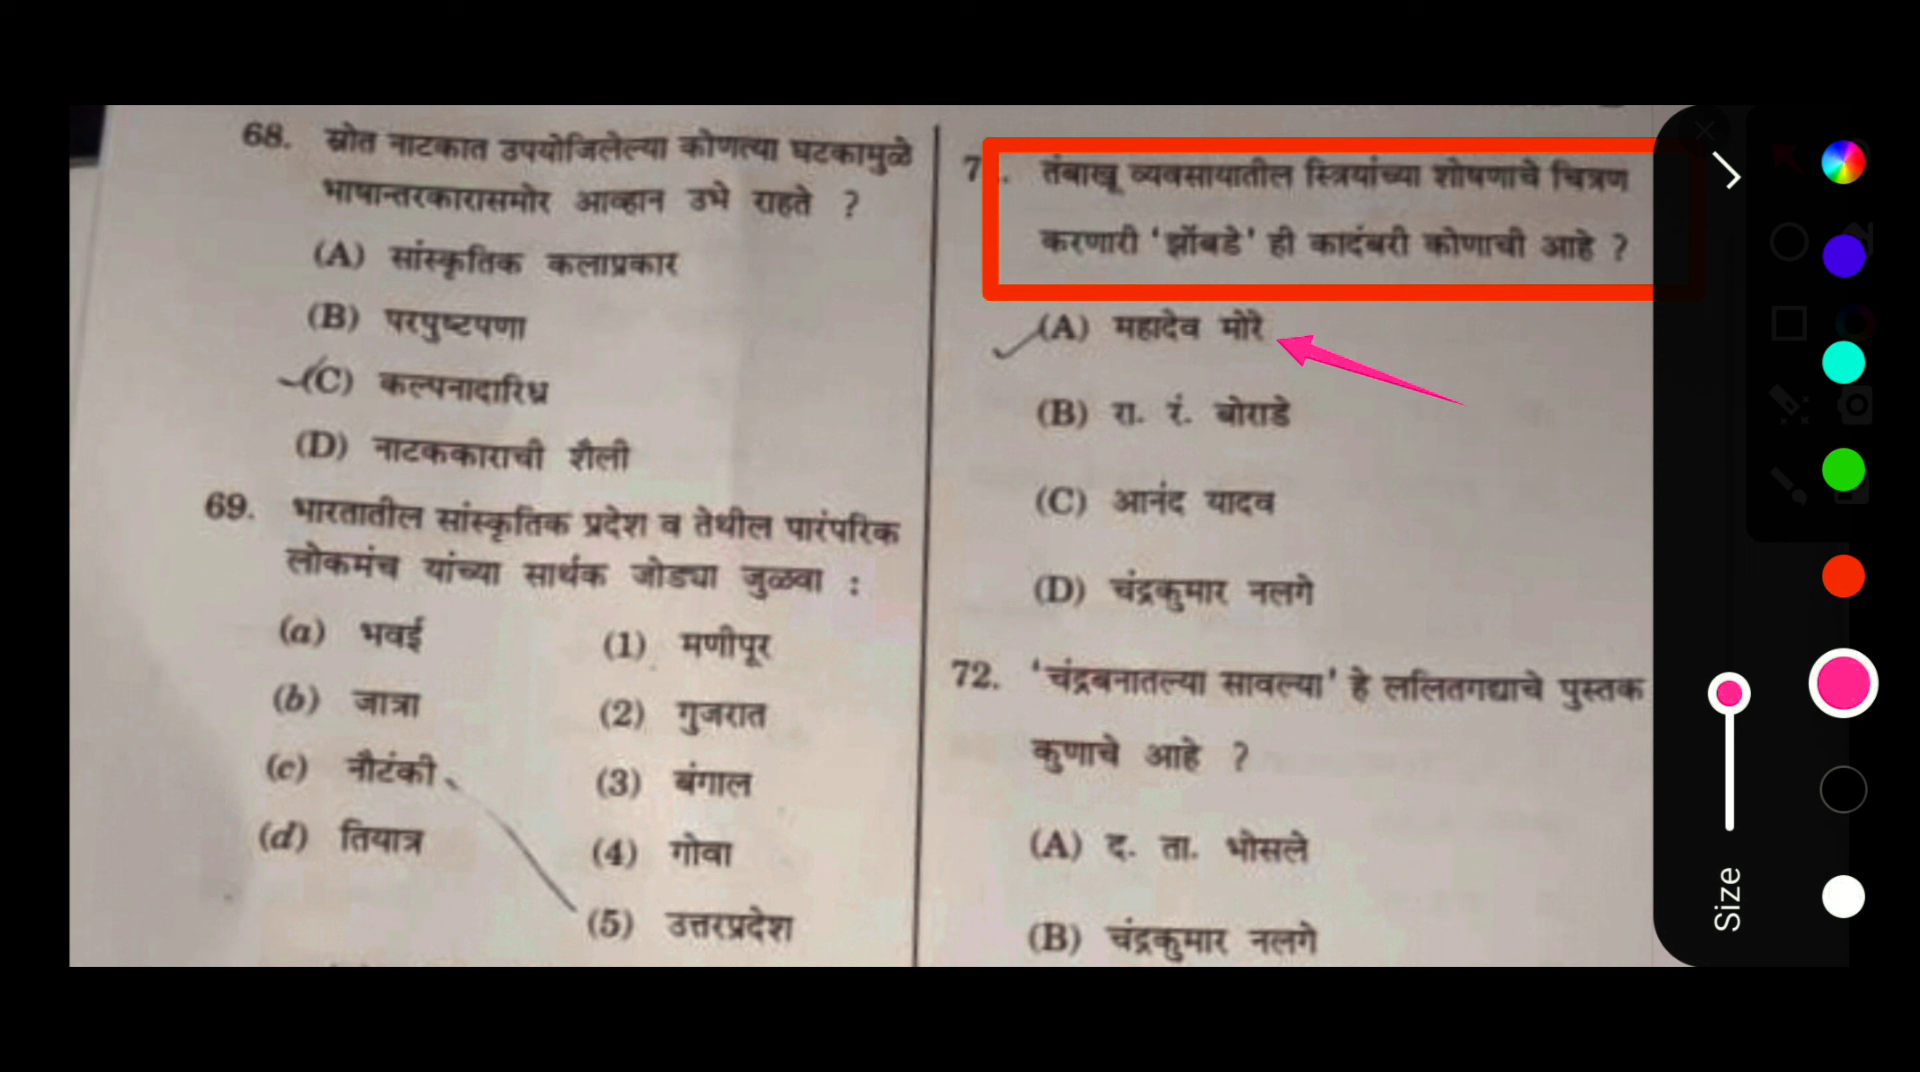 68. स्रोत नाटकात उपयोजिलेल्या कोणत्या घटकामुळे
भाषान्तरकारासमोर आव्हान उभे राहते ?
(A) सांस्कृतिक कलाप्रकार
(B) परपुष्टपणा
(C) कल्पनादारिध्र
(D) नाटककाराची शैली
69. भारतातील सांस्कृतिक प्रदेश व तेथील पारंपरिक
लोकमंच यांच्या सार्थक जोड्या जुळवा :
(a) भवई (1) मणीपूर
(b) जात्रा (2) गुजरात
(c) नौटंकी (3) बंगाल
(d) तियात्र (4) गोवा
(5) उत्तरप्रदेश
तंबाखू व्यवसायातील स्त्रियांच्या शोषणाचे चित्रण
करणारी ‘झोंबडे’ ही कादंबरी कोणाची आहे ?
(A) महादेव मोरे
(B) रा. रं. बोराडे
(C) आनंद यादव
(D) चंद्रकुमार नलगे
72. ‘चंद्रबनातल्या सावल्या’ हे ललितगद्याचे पुस्तक
कुणाचे आहे ?
(A) द. ता. भोसले
(B) चंद्रकुमार नलगे
Size